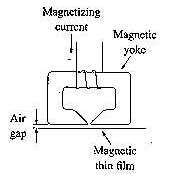 Magnetizing
current
Magnetic
yoke
Air
gap
Magnetic
thin film